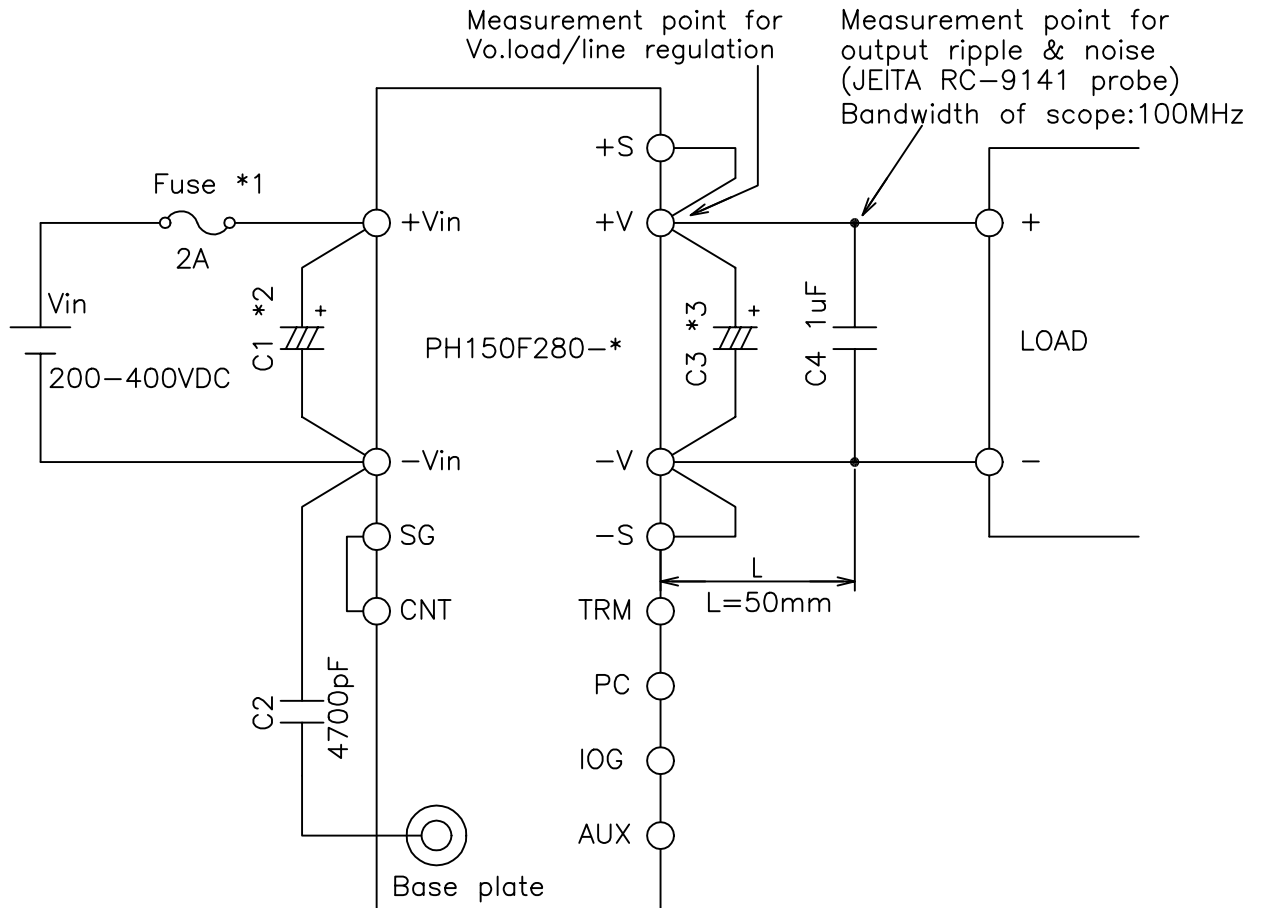 Measurement point for
Vo.load/line regulation
Measurement point for
output ripple & noise
(JEITA RC-9141 probe)
Bandwidth of scope:100MHz
+S
Fuse *1
+Vin
+V
+
2A
Vin
200-400VDC
C1 *2
+
PH150F280-*
C3 *3
+
C4 1uF
LOAD
-Vin
-V
-
SG
-S
L
L=50mm
CNT
TRM
C2
4700pF
PC
IOG
AUX
Base plate